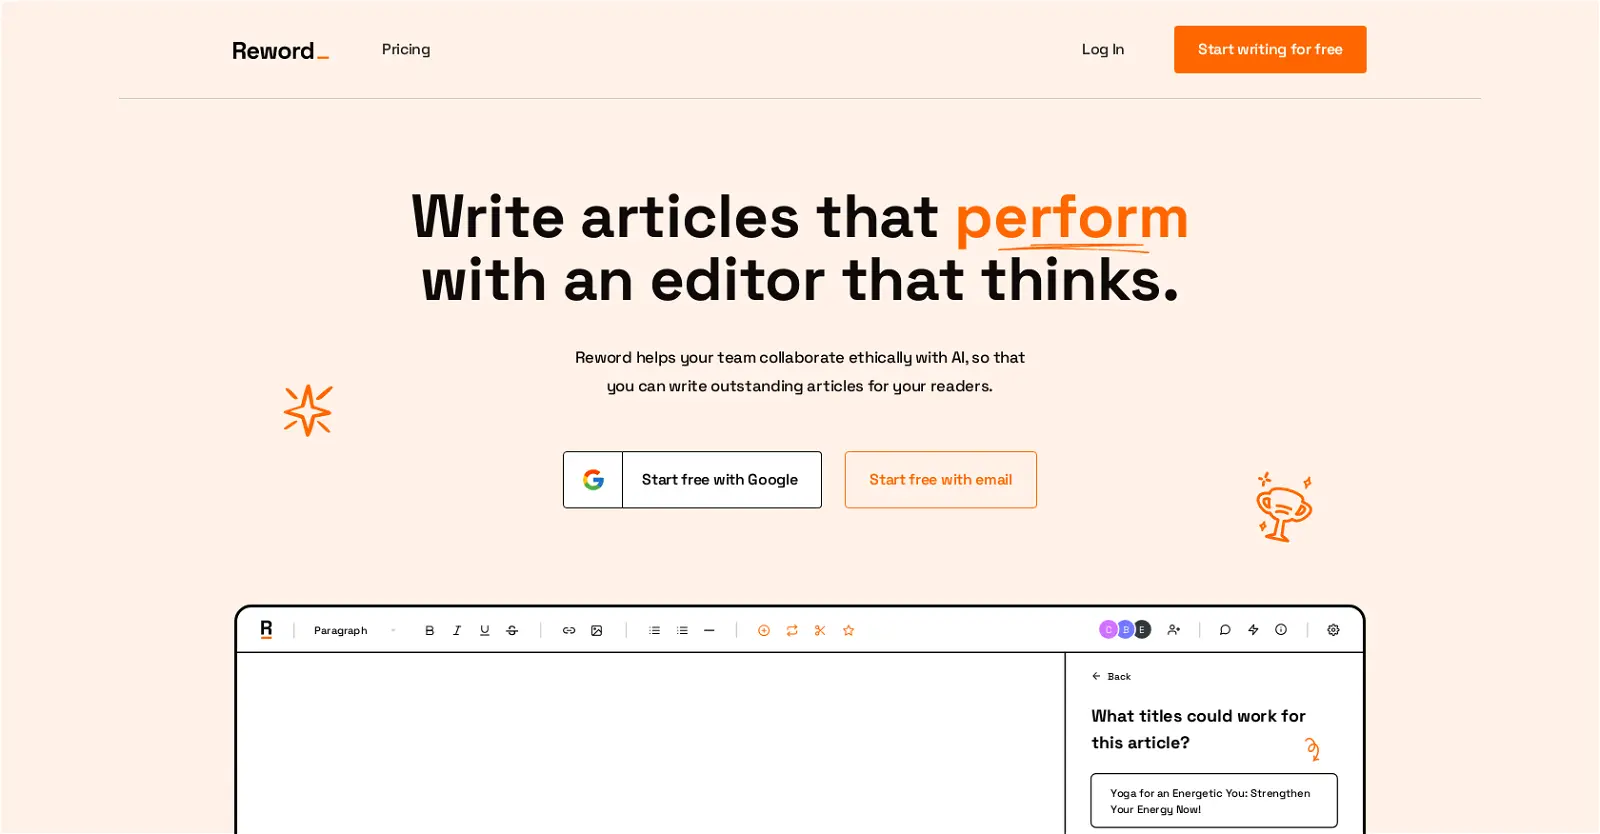 Reword_
Pricing
Log In
Start writing for free
Write articles that perform
with an editor that thinks.
Reword helps your team collaborate ethically with AI, so that
you can write outstanding articles for your readers.
Start free with Google
Start free with email
R
Paragraph
B I U S
C B E
Back
What titles could work for
this article?
Yoga for an Energetic You: Strengthen
Your Energy Now!